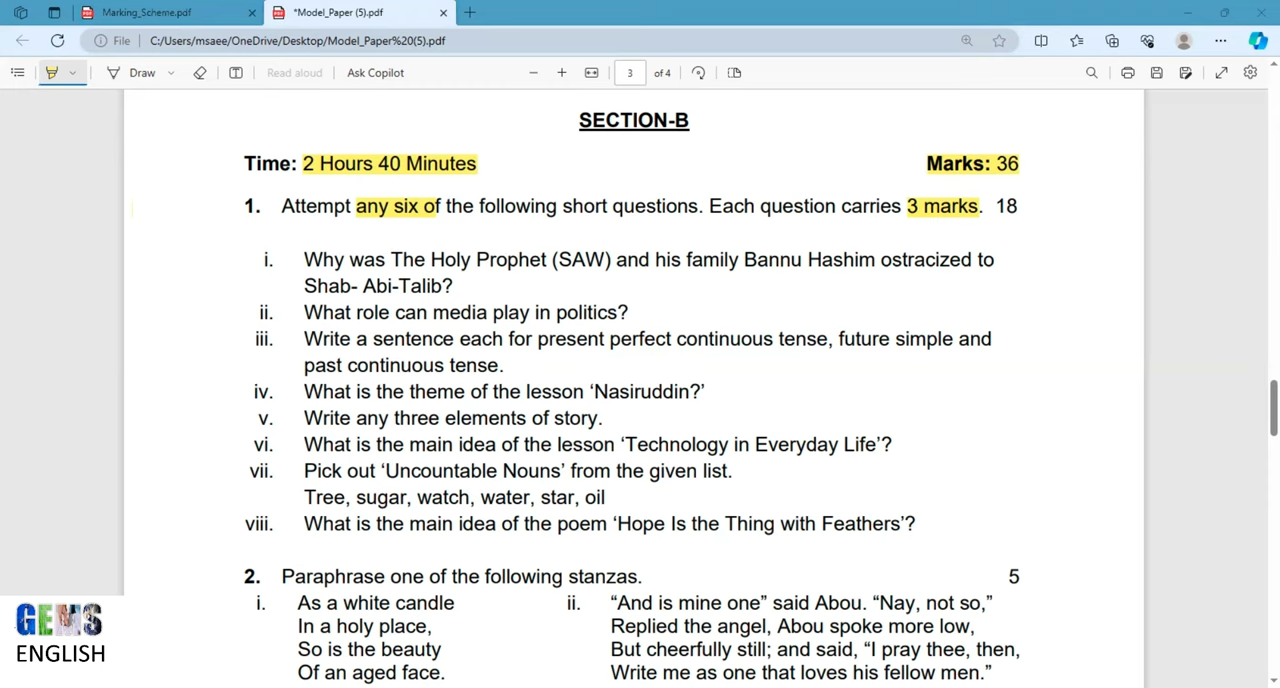 Marking_Scheme.pdf
*Model_Paper (5).pdf
File
C:/Users/msaee/OneDrive/Desktop/Model_Paper%20(5).pdf
Draw
Read aloud
Ask Copilot
3 of 4
SECTION-B
Time: 2 Hours 40 Minutes Marks: 36
1. Attempt any six of the following short questions. Each question carries 3 marks. 18
i. Why was The Holy Prophet (SAW) and his family Bannu Hashim ostracized to
Shab- Abi-Talib?
ii. What role can media play in politics?
iii. Write a sentence each for present perfect continuous tense, future simple and
past continuous tense.
iv. What is the theme of the lesson ‘Nasiruddin?’
v. Write any three elements of story.
vi. What is the main idea of the lesson ‘Technology in Everyday Life’?
vii. Pick out ‘Uncountable Nouns’ from the given list.
Tree, sugar, watch, water, star, oil
viii. What is the main idea of the poem ‘Hope Is the Thing with Feathers’?
2. Paraphrase one of the following stanzas. 5
i. As a white candle
In a holy place,
So is the beauty
Of an aged face.
ii. “And is mine one” said Abou. “Nay, not so,”
Replied the angel, Abou spoke more low,
But cheerfully still; and said, “I pray thee, then,
Write me as one that loves his fellow men.”
GEMS
ENGLISH